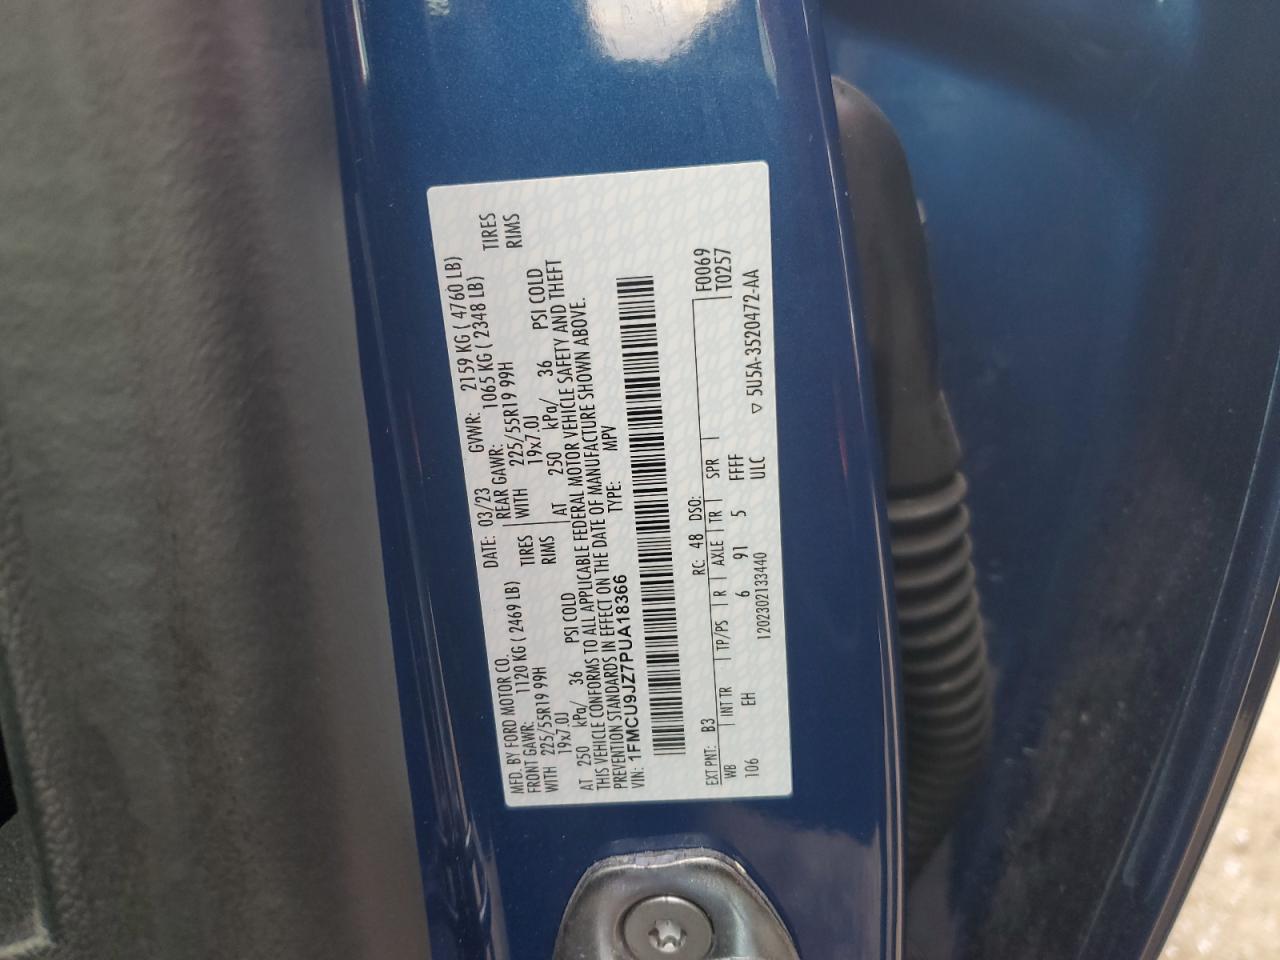 MFD. BY FORD MOTOR CO.
DATE: 03/23 GVWR: 2159 KG ( 4760 LB)
FRONT GAWR: 1120 KG ( 2469 LB)
REAR GAWR: 1065 KG ( 2348 LB)
WITH 225/55R19 99H TIRES
WITH 225/55R19 99H TIRES
19x7.0J RIMS
19x7.0J RIMS
AT 250 kPa/ 36 PSI COLD
AT 250 kPa/ 36 PSI COLD
THIS VEHICLE CONFORMS TO ALL APPLICABLE FEDERAL MOTOR VEHICLE SAFETY AND THEFT
PREVENTION STANDARDS IN EFFECT ON THE DATE OF MANUFACTURE SHOWN ABOVE.
VIN: 1FMCU9JZ7PUA18366 TYPE: MPV
EXT PNT: B3 RC: 48 DSO: F0069
WB INT TR TP/PS R AXLE TR SPR T0257
106 EH 6 91 5 FFFF
1202302133440 ULC ▽ 5U5A-3520472-AA